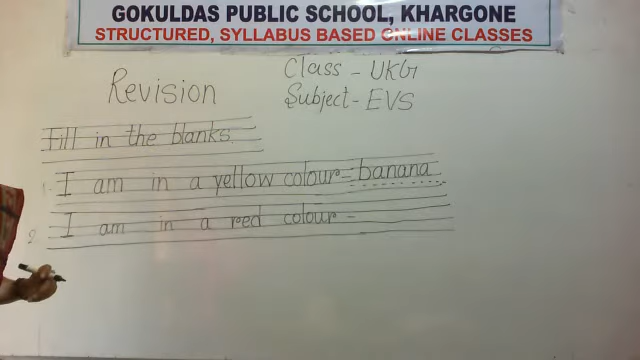 GOKULDAS PUBLIC SCHOOL, KHARGONE
STRUCTURED, SYLLABUS BASED ONLINE CLASSES
Class - UKG
Revision
Subject - EVS
Fill in the blanks
1. I am in a yellow colour - banana
2. I am in a red colour -